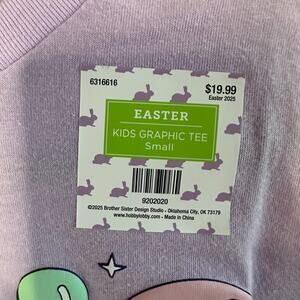 6316616
$19.99
Easter 2025
EASTER
KIDS GRAPHIC TEE
Small
9202020
©2025 Brother Sister Design Studio • Oklahoma City, OK 73179
www.hobbylobby.com • Made in China